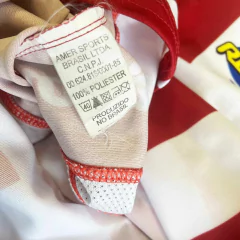 AMER SPORTS
BRASIL LTDA.
C.N.P.J
100% POLIESTER
PRODUZIDO
NO BRASIL